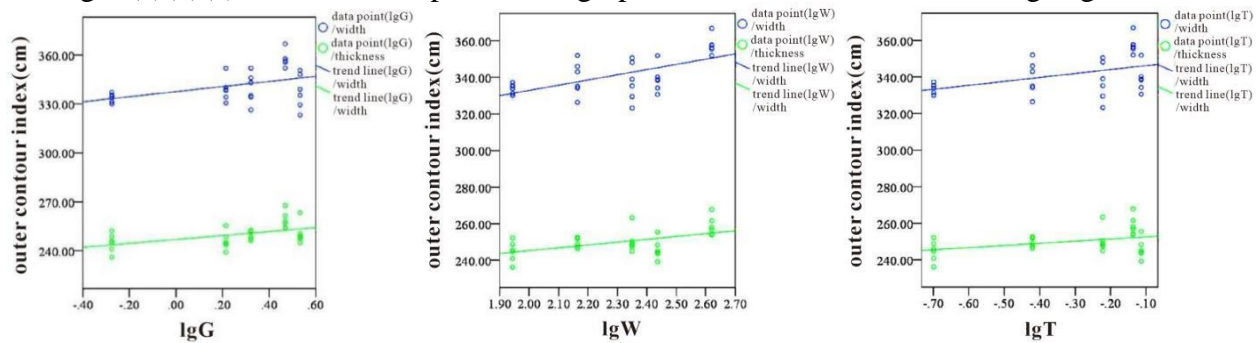 outer contour index(cm)
360.00
330.00
300.00
270.00
240.00
-.40
-.20
.00
.20
.40
.60
lgG
data point(lgG)
/width
data point(lgG)
/thickness
trend line(lgG)
/width
trend line(lgG)
/width
outer contour index(cm)
360.00
340.00
320.00
300.00
280.00
260.00
240.00
1.90
2.00
2.10
2.20
2.30
2.40
2.50
2.60
2.70
lgW
data point(lgW)
/width
data point(lgW)
/thickness
trend line(lgW)
/width
trend line(lgW)
/width
outer contour index(cm)
360.00
340.00
320.00
300.00
280.00
260.00
240.00
-.70
-.60
-.50
-.40
-.30
-.20
-.10
lgT
data point(lgT)
/width
data point(lgT)
/thickness
trend line(lgT)
/width
trend line(lgT)
/width